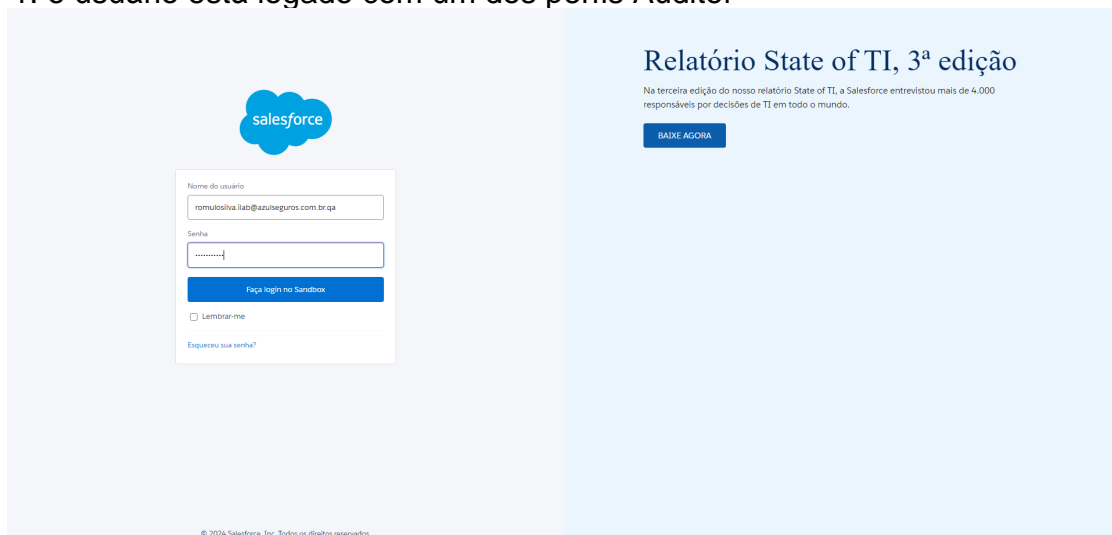 1. o usuário está logado com um dos perfis Auditor
salesforce
Nome do usuário
romulosilva.ilab@azulseguros.com.br.qa
Senha
Faça login no Sandbox
Lembrar-me
Esqueceu sua senha?
© 2024 Salesforce, Inc. Todos os direitos reservados.
Relatório State of TI, 3ª edição
Na terceira edição do nosso relatório State of TI, a Salesforce entrevistou mais de 4.000
responsáveis por decisões de TI em todo o mundo.
BAIXE AGORA